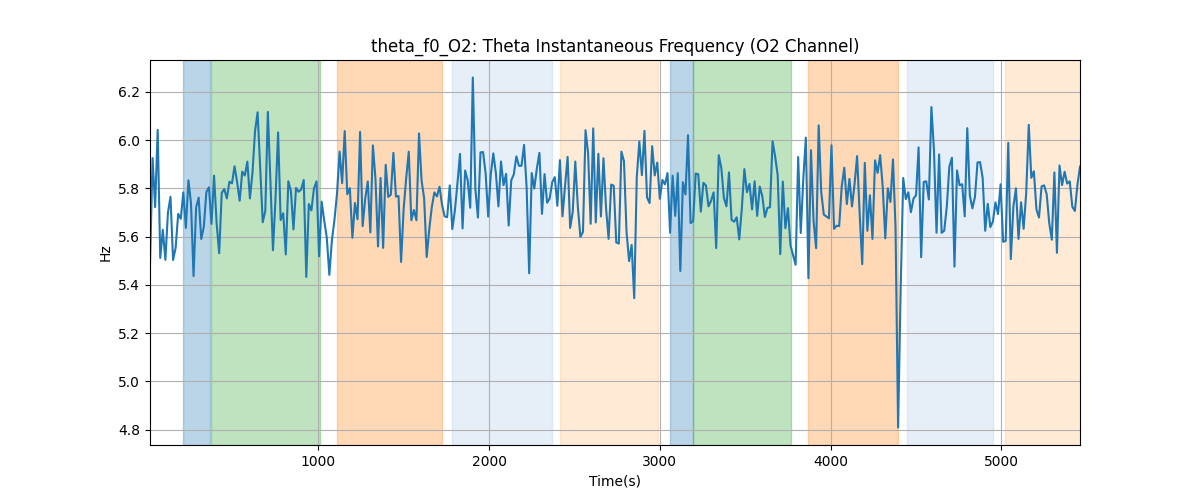 theta_f0_O2: Theta Instantaneous Frequency (O2 Channel)
6.2
6.0
5.8
5.6
5.4
5.2
5.0
4.8
Hz
1000 2000 3000 4000 5000
Time(s)